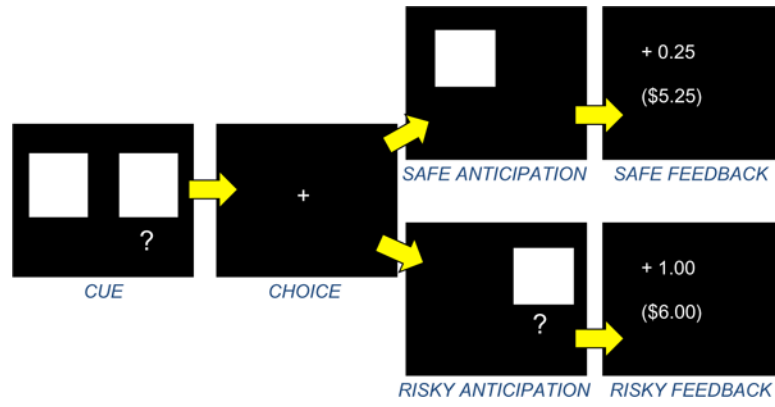 ?
CUE
+
CHOICE
SAFE ANTICIPATION
+ 0.25
($5.25)
SAFE FEEDBACK
?
RISKY ANTICIPATION
+ 1.00
($6.00)
RISKY FEEDBACK